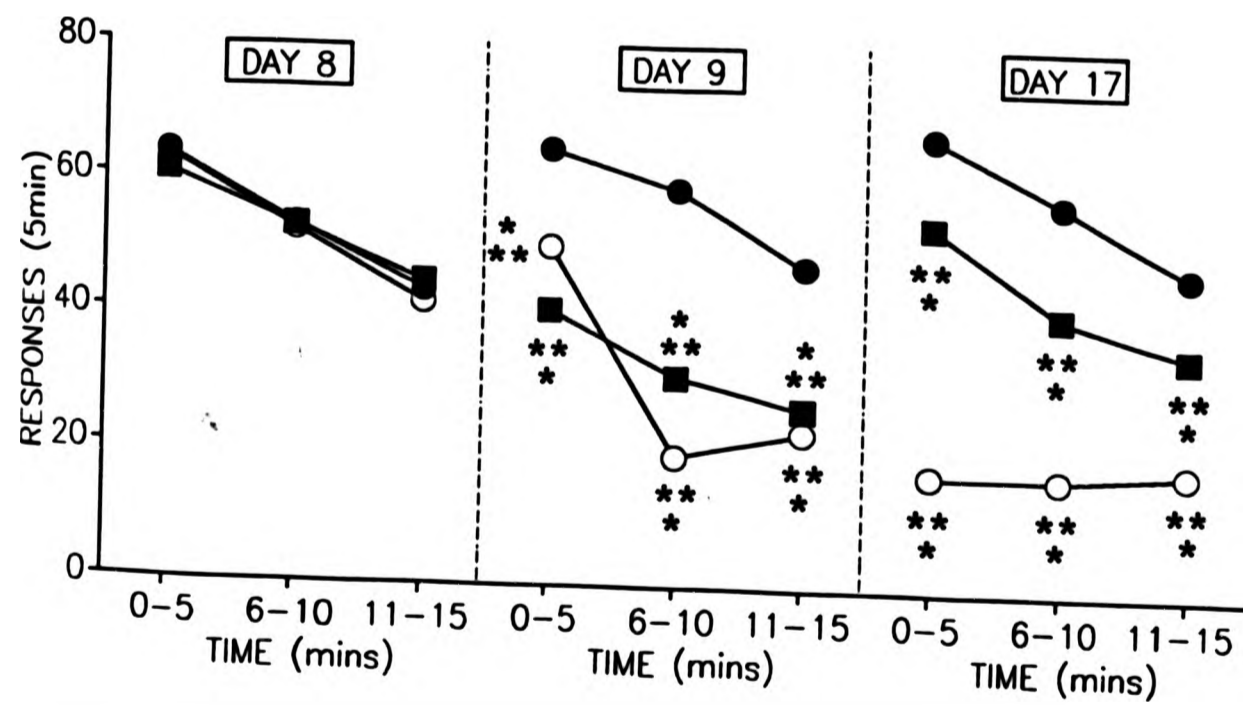 80
60
40
20
0
RESPONSES (5min)
DAY 8
DAY 9
DAY 17
*
**
**
*
*
**
**
*
*
**
**
*
**
*
**
*
**
*
**
*
**
*
**
*
0-5 6-10 11-15
TIME (mins)
0-5 6-10 11-15
TIME (mins)
0-5 6-10 11-15
TIME (mins)